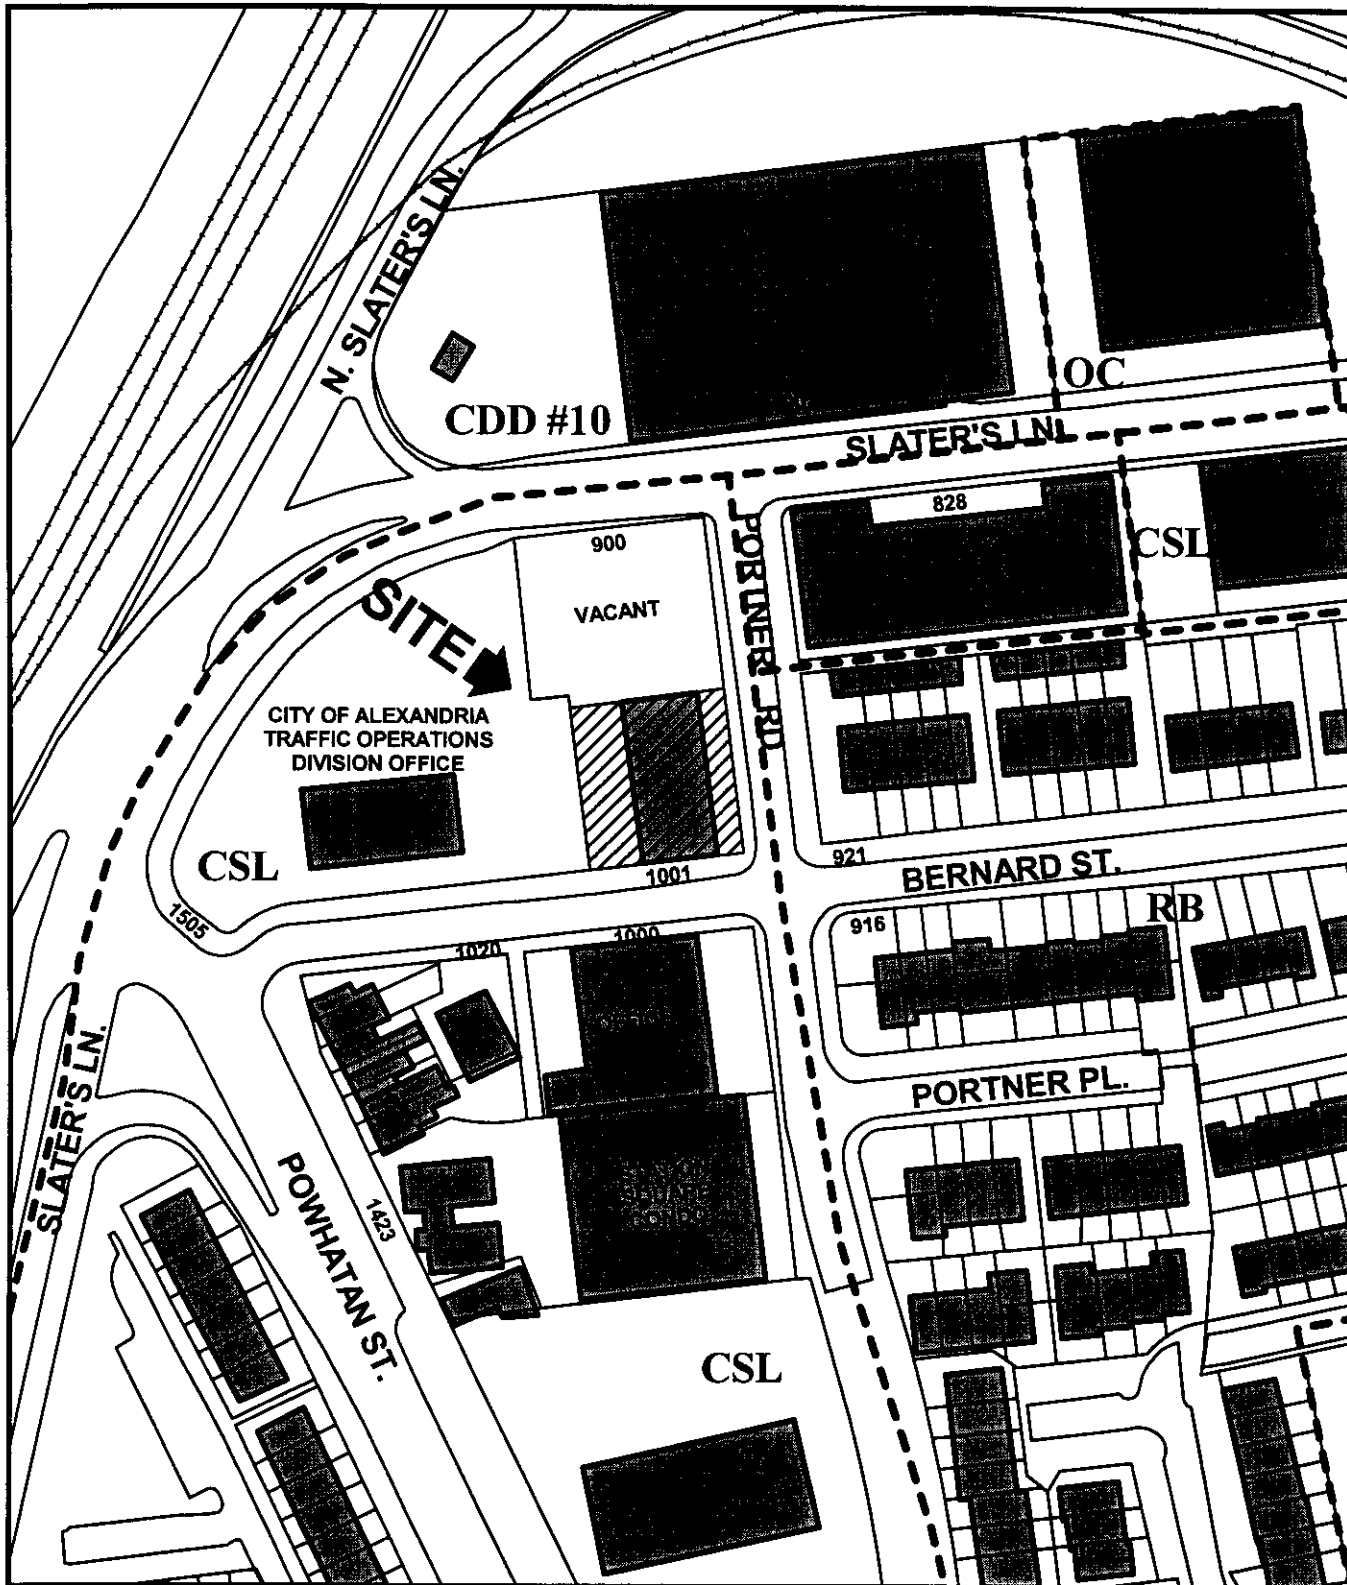 N. SLATER'S LN.
OC
CDD #10
SLATER'S LN.
828
PORTNER RD.
CSL
900
VACANT
SITE
CITY OF ALEXANDRIA
TRAFFIC OPERATIONS
DIVISION OFFICE
CSL
921
BERNARD ST.
1001
RB
1505
916
1020
1000
PORTNER PL.
SLATER'S LN.
POWHATAN ST.
1423
CSL